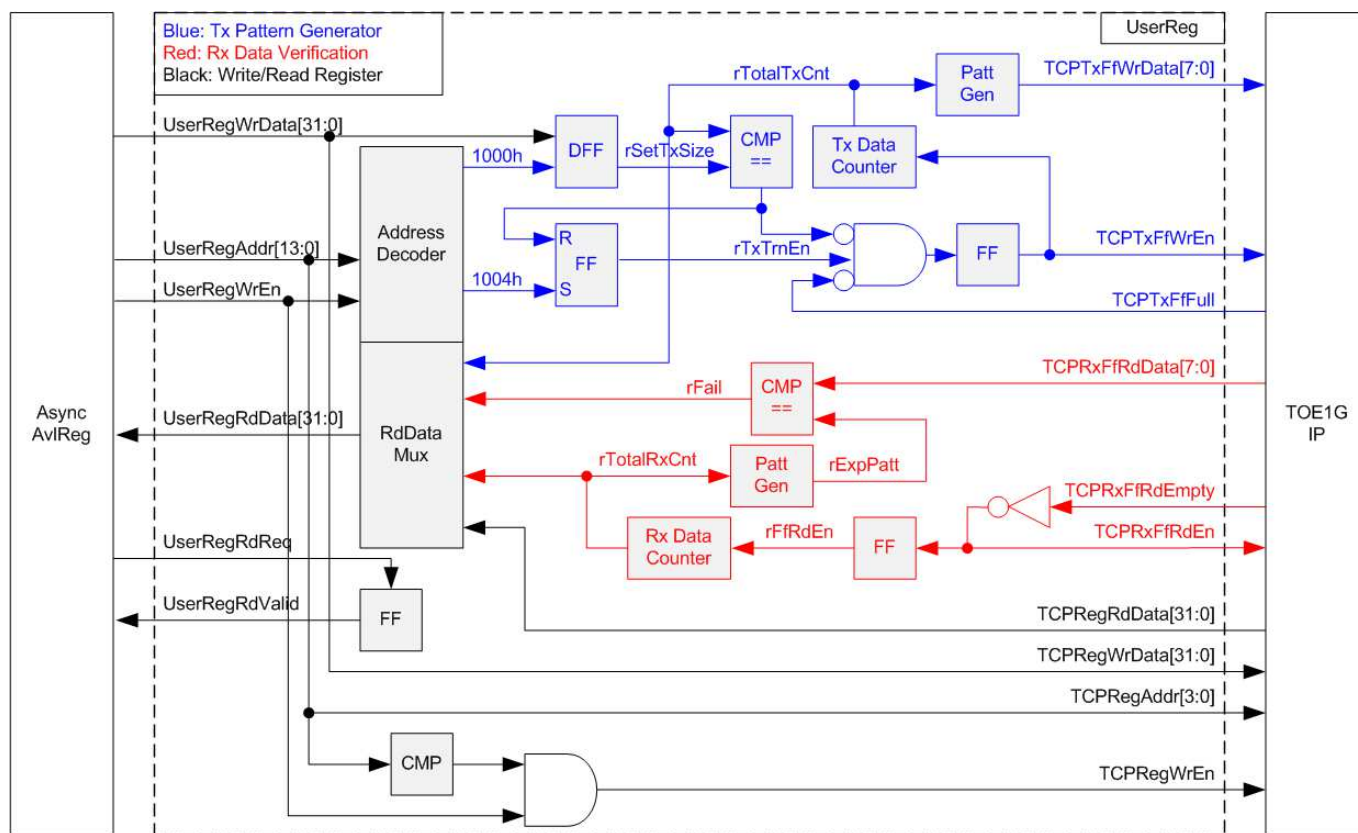 Blue: Tx Pattern Generator
Red: Rx Data Verification
Black: Write/Read Register
UserReg
rTotalTxCnt
Patt
Gen
TCPTxFfWrData[7:0]
UserRegWrData[31:0]
DFF
rSetTxSize
CMP
==
Tx Data
Counter
1000h
Address
Decoder
UserRegAddr[13:0]
R
FF
S
rTxTrnEn
FF
TCPTxFfWrEn
UserRegWrEn
1004h
TCPTxFfFull
TCPRxFfRdData[7:0]
rFail
CMP
==
Async
AvlReg
UserRegRdData[31:0]
RdData
Mux
TOE1G
IP
rTotalRxCnt
Patt
Gen
rExpPatt
TCPRxFfRdEmpty
Rx Data
Counter
rFfRdEn
FF
TCPRxFfRdEn
UserRegRdReq
UserRegRdValid
FF
TCPRegRdData[31:0]
TCPRegWrData[31:0]
TCPRegAddr[3:0]
CMP
TCPRegWrEn